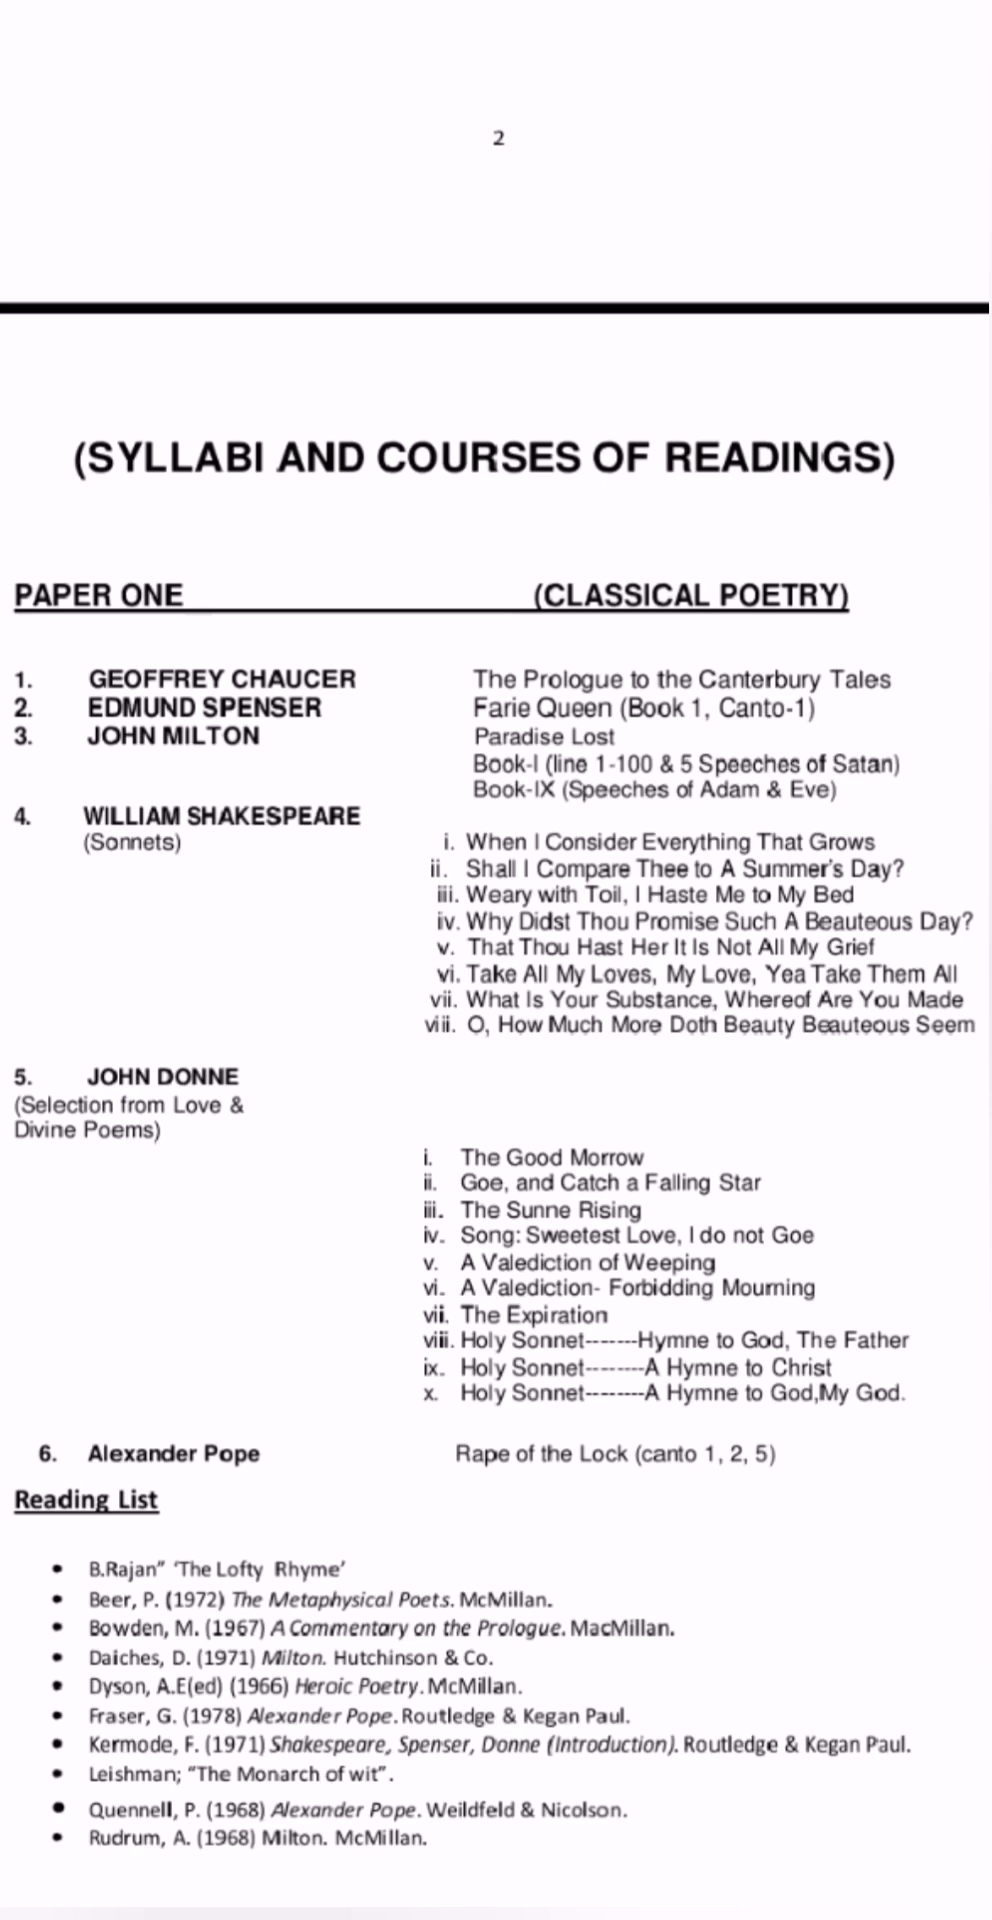 2
(SYLLABI AND COURSES OF READINGS)
PAPER ONE (CLASSICAL POETRY)
1. GEOFFREY CHAUCER The Prologue to the Canterbury Tales
2. EDMUND SPENSER Farie Queen (Book 1, Canto-1)
3. JOHN MILTON Paradise Lost
Book-I (line 1-100 & 5 Speeches of Satan)
Book-IX (Speeches of Adam & Eve)
4. WILLIAM SHAKESPEARE
(Sonnets) i. When I Consider Everything That Grows
ii. Shall I Compare Thee to A Summer's Day?
iii. Weary with Toil, I Haste Me to My Bed
iv. Why Didst Thou Promise Such A Beauteous Day?
v. That Thou Hast Her It Is Not All My Grief
vi. Take All My Loves, My Love, Yea Take Them All
vii. What Is Your Substance, Whereof Are You Made
viii. O, How Much More Doth Beauty Beauteous Seem
5. JOHN DONNE
(Selection from Love &
Divine Poems)
i. The Good Morrow
ii. Goe, and Catch a Falling Star
iii. The Sunne Rising
iv. Song: Sweetest Love, I do not Goe
v. A Valediction of Weeping
vi. A Valediction- Forbidding Mourning
vii. The Expiration
viii. Holy Sonnet-------Hymne to God, The Father
ix. Holy Sonnet--------A Hymne to Christ
x. Holy Sonnet--------A Hymne to God,My God.
6. Alexander Pope Rape of the Lock (canto 1, 2, 5)
Reading List
• B.Rajan” ‘The Lofty Rhyme’
• Beer, P. (1972) The Metaphysical Poets. McMillan.
• Bowden, M. (1967) A Commentary on the Prologue. MacMillan.
• Daiches, D. (1971) Milton. Hutchinson & Co.
• Dyson, A.E(ed) (1966) Heroic Poetry. McMillan.
• Fraser, G. (1978) Alexander Pope. Routledge & Kegan Paul.
• Kermode, F. (1971) Shakespeare, Spenser, Donne (Introduction). Routledge & Kegan Paul.
• Leishman; “The Monarch of wit”.
• Quennell, P. (1968) Alexander Pope. Weildfeld & Nicolson.
• Rudrum, A. (1968) Milton. McMillan.